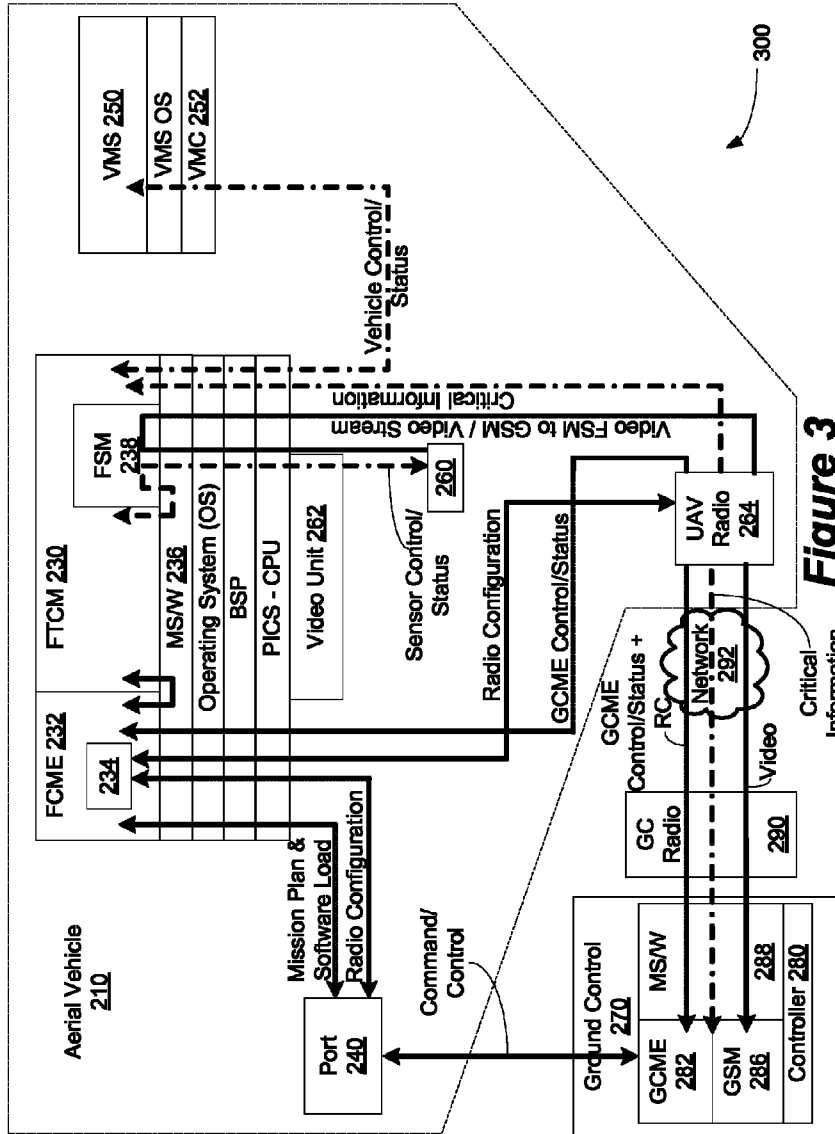 Aerial Vehicle
210
FCME 232
234
FTCM 230
FSM
238
MS/W 236
Operating System (OS)
BSP
PICS - CPU
Video Unit 262
VMS 250
VMS OS
VMC 252
Mission Plan &
Software Load
Radio Configuration
Port
240
Vehicle Control/
Status
Critical Information
Video FSM to GSM / Video Stream
260
Sensor Control/
Status
Radio Configuration
GCME Control/Status
UAV
Radio
264
Command/
Control
Ground Control
270
GCME
282
MS/W
288
GSM
286
Controller 280
GC
Radio
290
GCME
Control/Status +
RC
Network
292
Video
Critical
Information
300
Figure 3